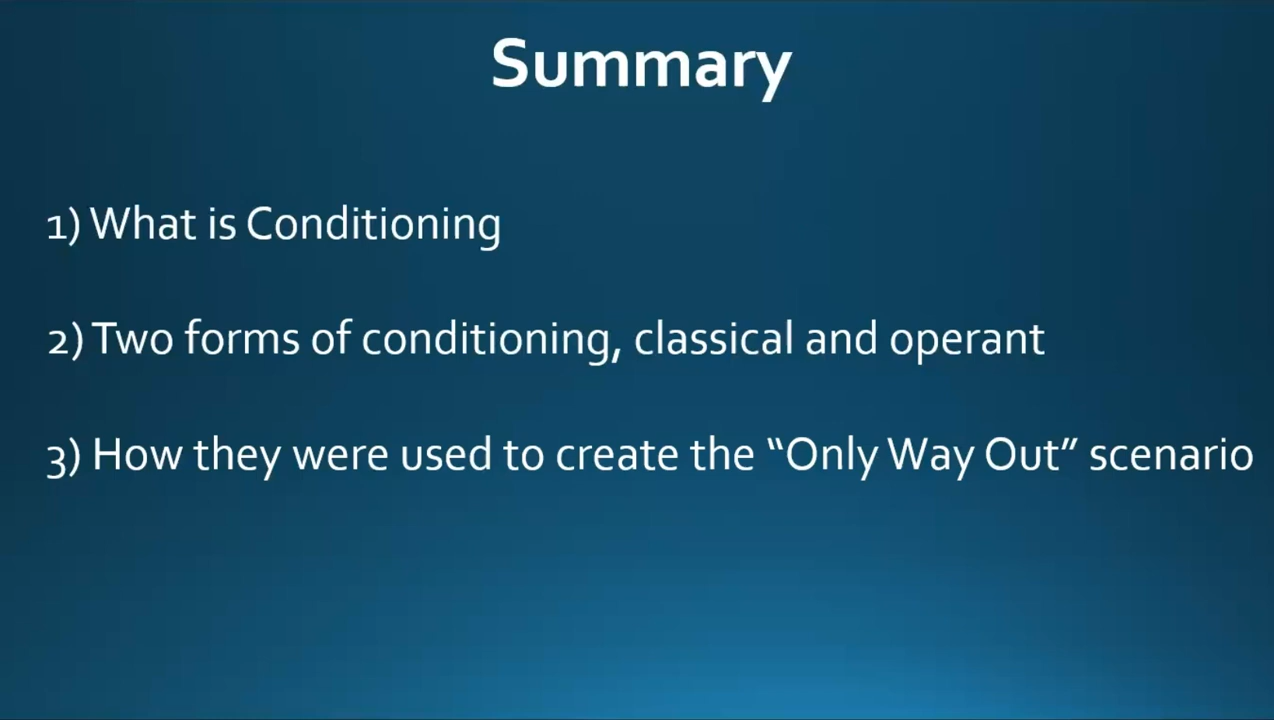 Summary
1) What is Conditioning
2) Two forms of conditioning, classical and operant
3) How they were used to create the “Only Way Out” scenario